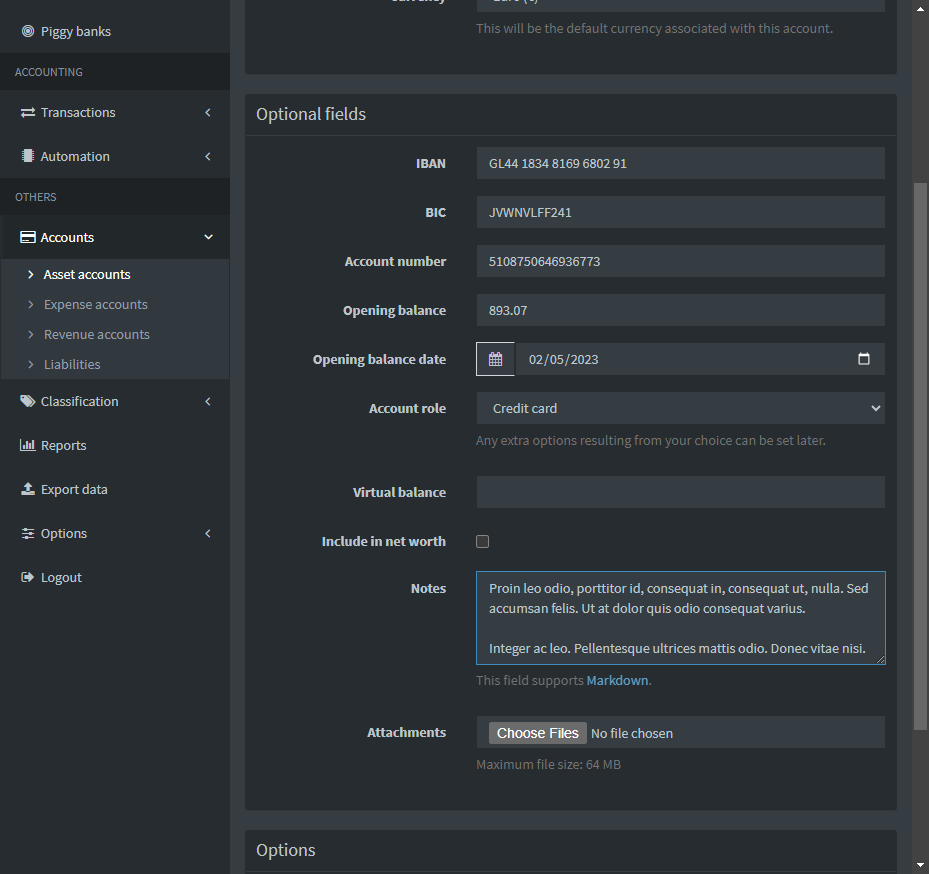 Piggy banks
ACCOUNTING
Transactions
Automation
OTHERS
Accounts
Asset accounts
Expense accounts
Revenue accounts
Liabilities
Classification
Reports
Export data
Options
Logout
This will be the default currency associated with this account.
Optional fields
IBAN GL44 1834 8169 6802 91
BIC JVWNVLFF241
Account number 5108750646936773
Opening balance 893.07
Opening balance date 02/05/2023
Account role Credit card
Any extra options resulting from your choice can be set later.
Virtual balance
Include in net worth
Notes Proin leo odio, porttitor id, consequat in, consequat ut, nulla. Sed
accumsan felis. Ut at dolor quis odio consequat varius.
Integer ac leo. Pellentesque ultrices mattis odio. Donec vitae nisi.
This field supports Markdown.
Attachments Choose Files No file chosen
Maximum file size: 64 MB
Options